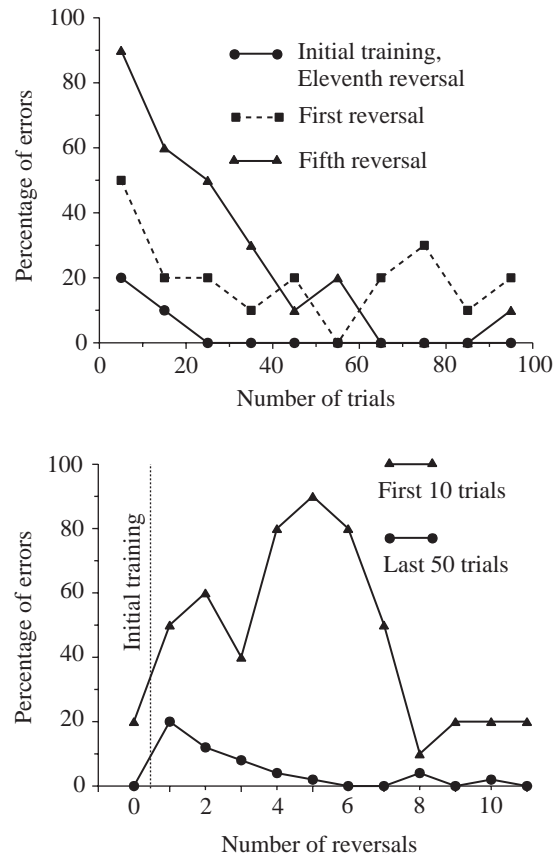 100
80
60
40
20
0
Percentage of errors
Initial training,
Eleventh reversal
First reversal
Fifth reversal
0
20
40
60
80
100
Number of trials
100
80
60
40
20
0
Percentage of errors
Initial training
First 10 trials
Last 50 trials
0
2
4
6
8
10
Number of reversals